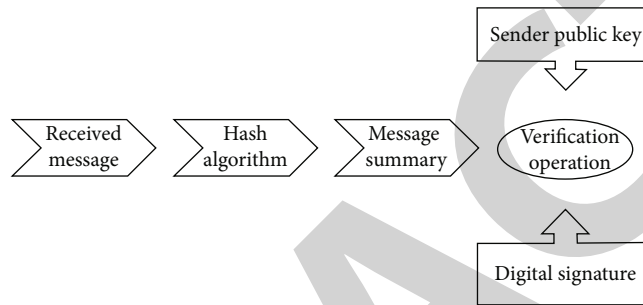 Sender public key
Received
message
Hash
algorithm
Message
summary
Verification
operation
Digital signature